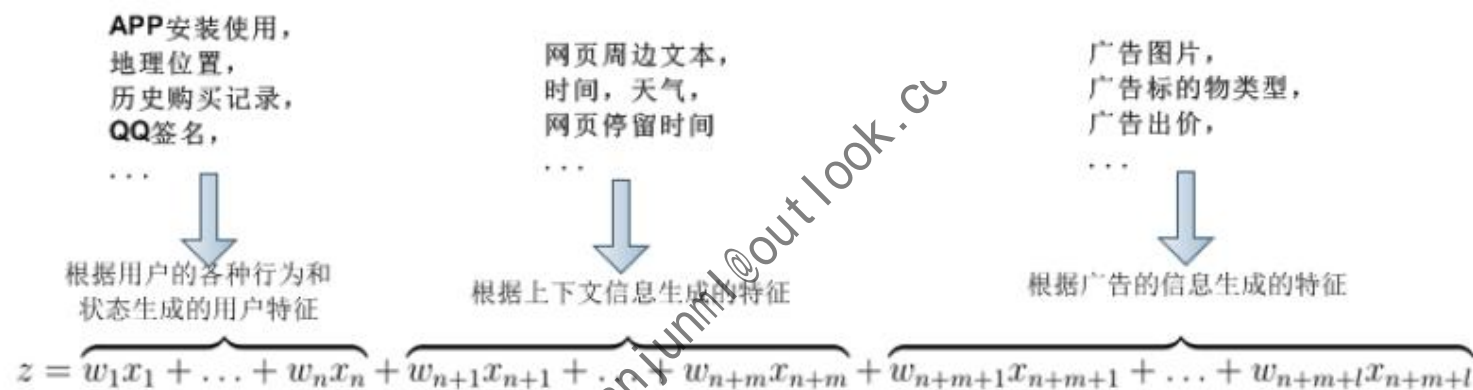 APP安装使用,
地理位置,
历史购买记录,
QQ签名,
...
网页周边文本,
时间, 天气,
网页停留时间
...
广告图片,
广告标的物类型,
广告出价,
...
根据用户的各种行为和
状态生成的用户特征
根据上下文信息生成的特征
根据广告的信息生成的特征
z = w₁x₁ + ... + wₙxₙ + wₙ₊₁xₙ₊₁ + ... + wₙ₊ₘxₙ₊ₘ + wₙ₊ₘ₊₁xₙ₊ₘ₊₁ + ... + wₙ₊ₘ₊ₗxₙ₊ₘ₊ₗ